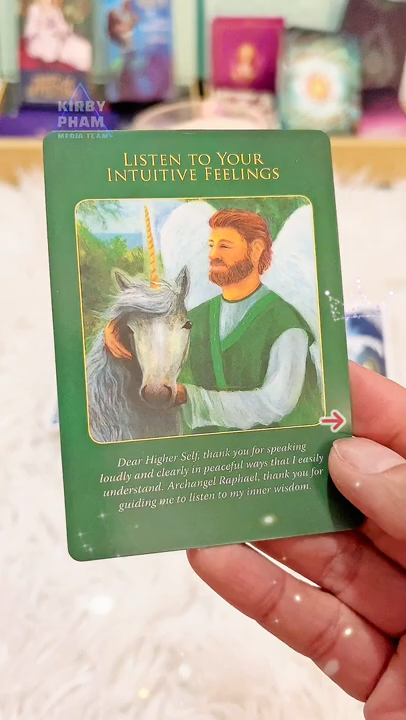 KIRBY
PHAM
MEDIA TEAM
LISTEN TO YOUR
INTUITIVE FEELINGS
Dear Higher Self, thank you for speaking
loudly and clearly in peaceful ways that I easily
understand. Archangel Raphael, thank you for
guiding me to listen to my inner wisdom.